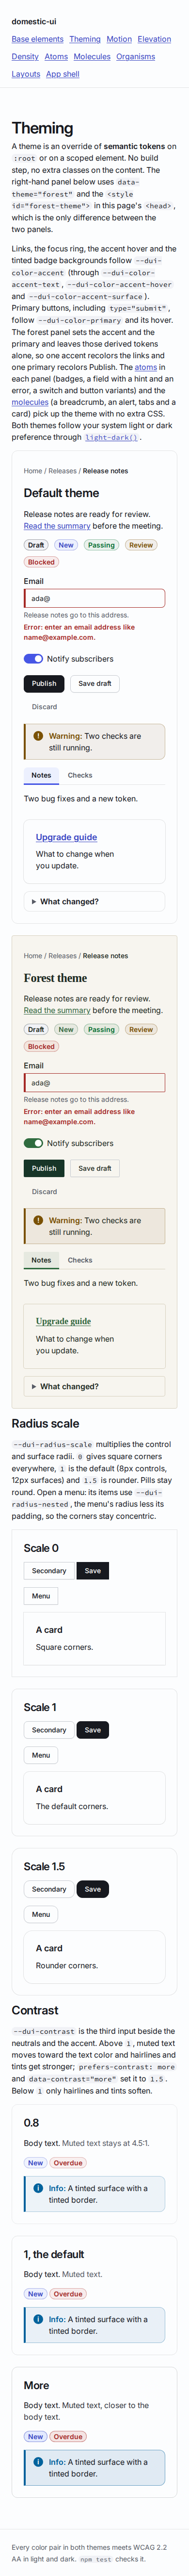 domestic-ui
Base elements Theming Motion Elevation
Density Atoms Molecules Organisms
Layouts App shell
Theming
A theme is an override of semantic tokens on
:root or on a scoped element. No build
step, no extra classes on the content. The
right-hand panel below uses data-
theme="forest" and the <style
id="forest-theme"> in this page's <head>,
which is the only difference between the
two panels.
Links, the focus ring, the accent hover and the
tinted badge backgrounds follow --dui-
color-accent (through --dui-color-
accent-text, --dui-color-accent-hover
and --dui-color-accent-surface).
Primary buttons, including type="submit",
follow --dui-color-primary and its hover.
The forest panel sets the accent and the
primary and leaves those derived tokens
alone, so one accent recolors the links and
one primary recolors Publish. The atoms in
each panel (badges, a field with a hint and an
error, a switch and button variants) and the
molecules (a breadcrumb, an alert, tabs and a
card) pick up the theme with no extra CSS.
Both themes follow your system light or dark
preference through light-dark().
Home / Releases / Release notes
Default theme
Release notes are ready for review.
Read the summary before the meeting.
Draft New Passing Review
Blocked
Email
ada@
Release notes go to this address.
Error: enter an email address like
name@example.com.
Notify subscribers
Publish Save draft
Discard
Warning: Two checks are
still running.
Notes Checks
Two bug fixes and a new token.
Upgrade guide
What to change when
you update.
What changed?
Home / Releases / Release notes
Forest theme
Release notes are ready for review.
Read the summary before the meeting.
Draft New Passing Review
Blocked
Email
ada@
Release notes go to this address.
Error: enter an email address like
name@example.com.
Notify subscribers
Publish Save draft
Discard
Warning: Two checks are
still running.
Notes Checks
Two bug fixes and a new token.
Upgrade guide
What to change when
you update.
What changed?
Radius scale
--dui-radius-scale multiplies the control
and surface radii. 0 gives square corners
everywhere, 1 is the default (8px controls,
12px surfaces) and 1.5 is rounder. Pills stay
round. Open a menu: its items use --dui-
radius-nested, the menu's radius less its
padding, so the corners stay concentric.
Scale 0
Secondary Save
Menu
A card
Square corners.
Scale 1
Secondary Save
Menu
A card
The default corners.
Scale 1.5
Secondary Save
Menu
A card
Rounder corners.
Contrast
--dui-contrast is the third input beside the
neutrals and the accent. Above 1, muted text
moves toward the text color and hairlines and
tints get stronger; prefers-contrast: more
and data-contrast="more" set it to 1.5.
Below 1 only hairlines and tints soften.
0.8
Body text. Muted text stays at 4.5:1.
New Overdue
Info: A tinted surface with a
tinted border.
1, the default
Body text. Muted text.
New Overdue
Info: A tinted surface with a
tinted border.
More
Body text. Muted text, closer to the
body text.
New Overdue
Info: A tinted surface with a
tinted border.
Every color pair in both themes meets WCAG 2.2
AA in light and dark. npm test checks it.